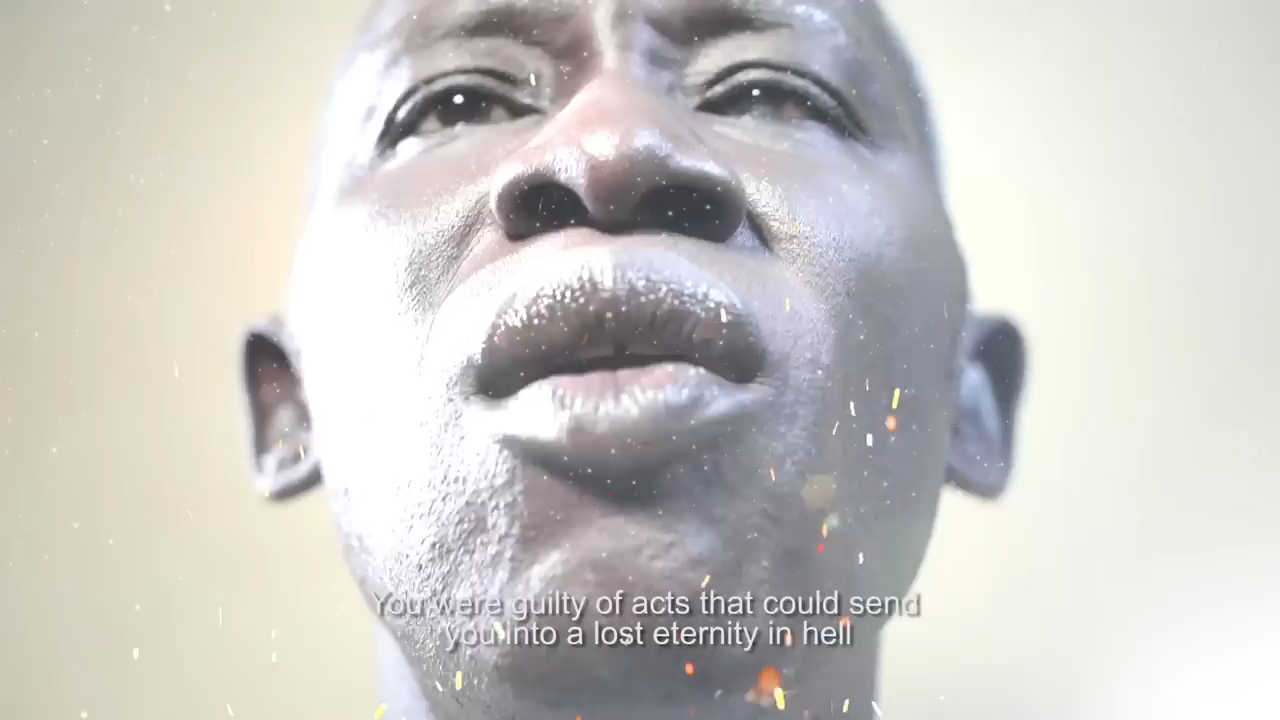 You were guilty of acts that could send
you into a lost eternity in hell